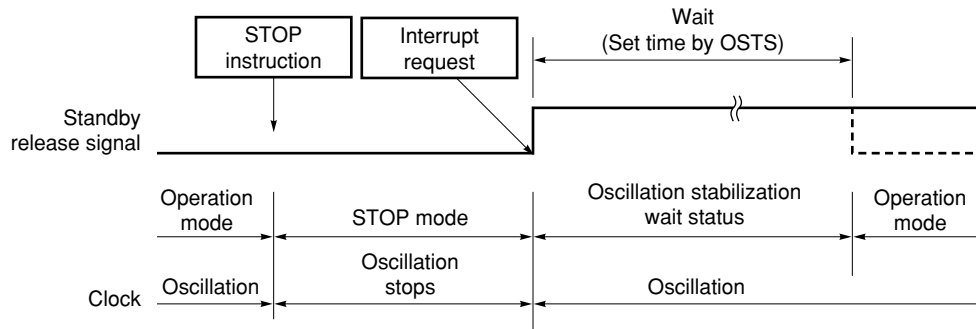 Wait
(Set time by OSTS)
STOP
instruction
Interrupt
request
Standby
release signal
Operation
mode
STOP mode
Oscillation stabilization
wait status
Operation
mode
Clock
Oscillation
Oscillation
stops
Oscillation